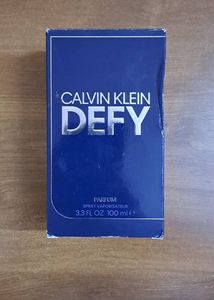 CALVIN KLEIN
DEFY
PARFUM
SPRAY VAPORISATEUR
3.3 FL OZ 100 ml ℮